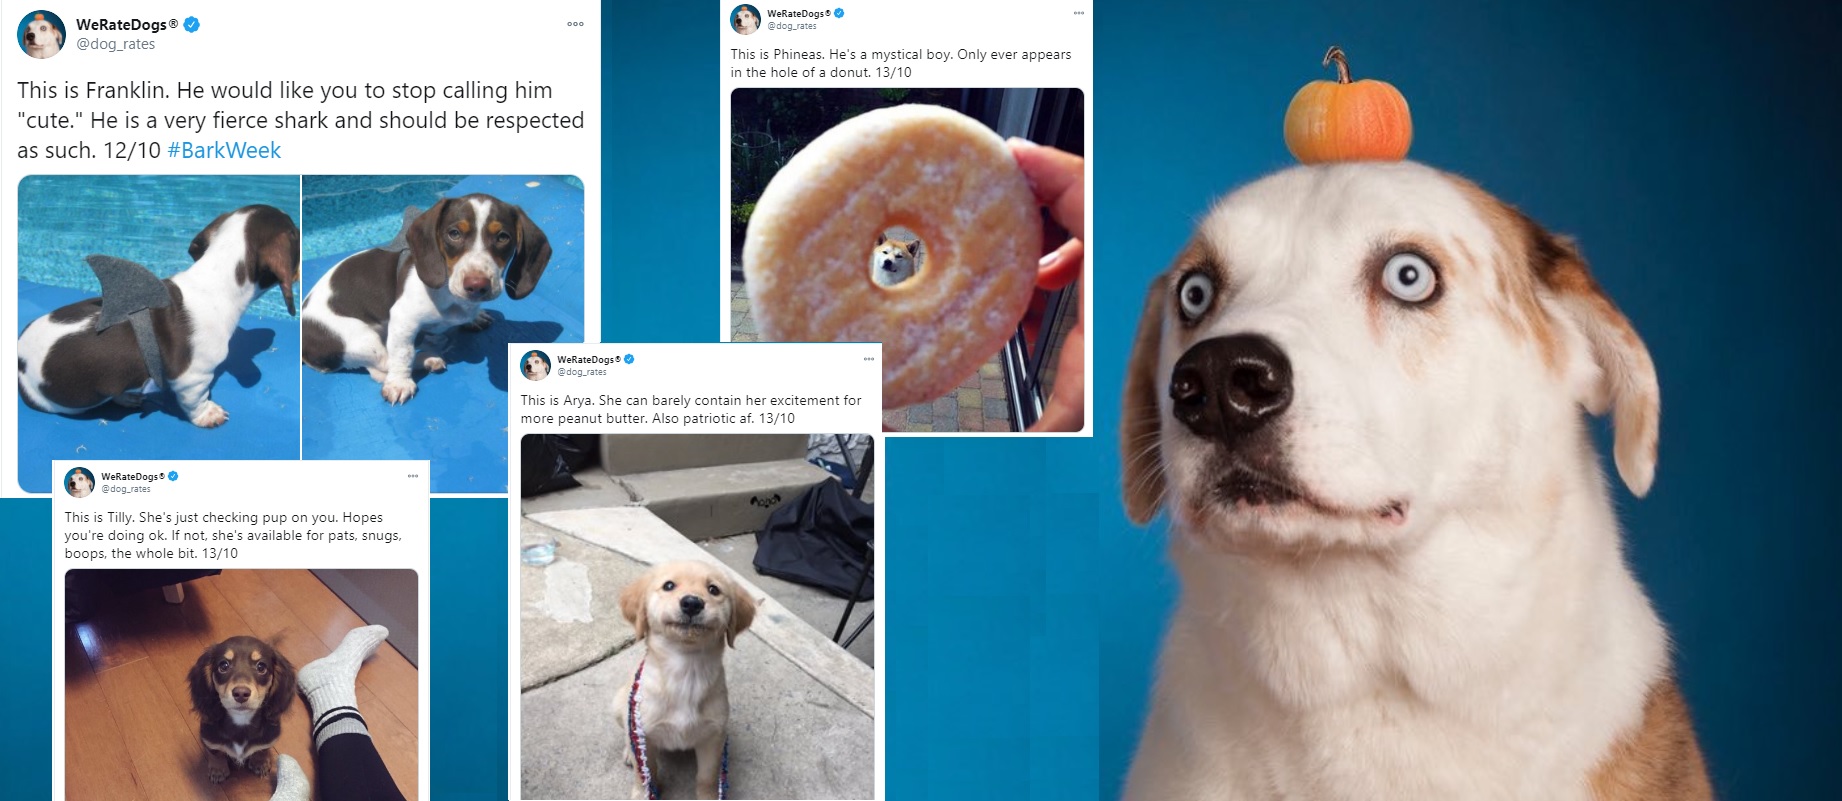 WeRateDogs®
@dog_rates
This is Franklin. He would like you to stop calling him
"cute." He is a very fierce shark and should be respected
as such. 12/10 #BarkWeek
WeRateDogs®
@dog_rates
This is Phineas. He's a mystical boy. Only ever appears
in the hole of a donut. 13/10
WeRateDogs®
@dog_rates
This is Arya. She can barely contain her excitement for
more peanut butter. Also patriotic af. 13/10
WeRateDogs®
@dog_rates
This is Tilly. She's just checking pup on you. Hopes
you're doing ok. If not, she's available for pats, snugs,
boops, the whole bit. 13/10